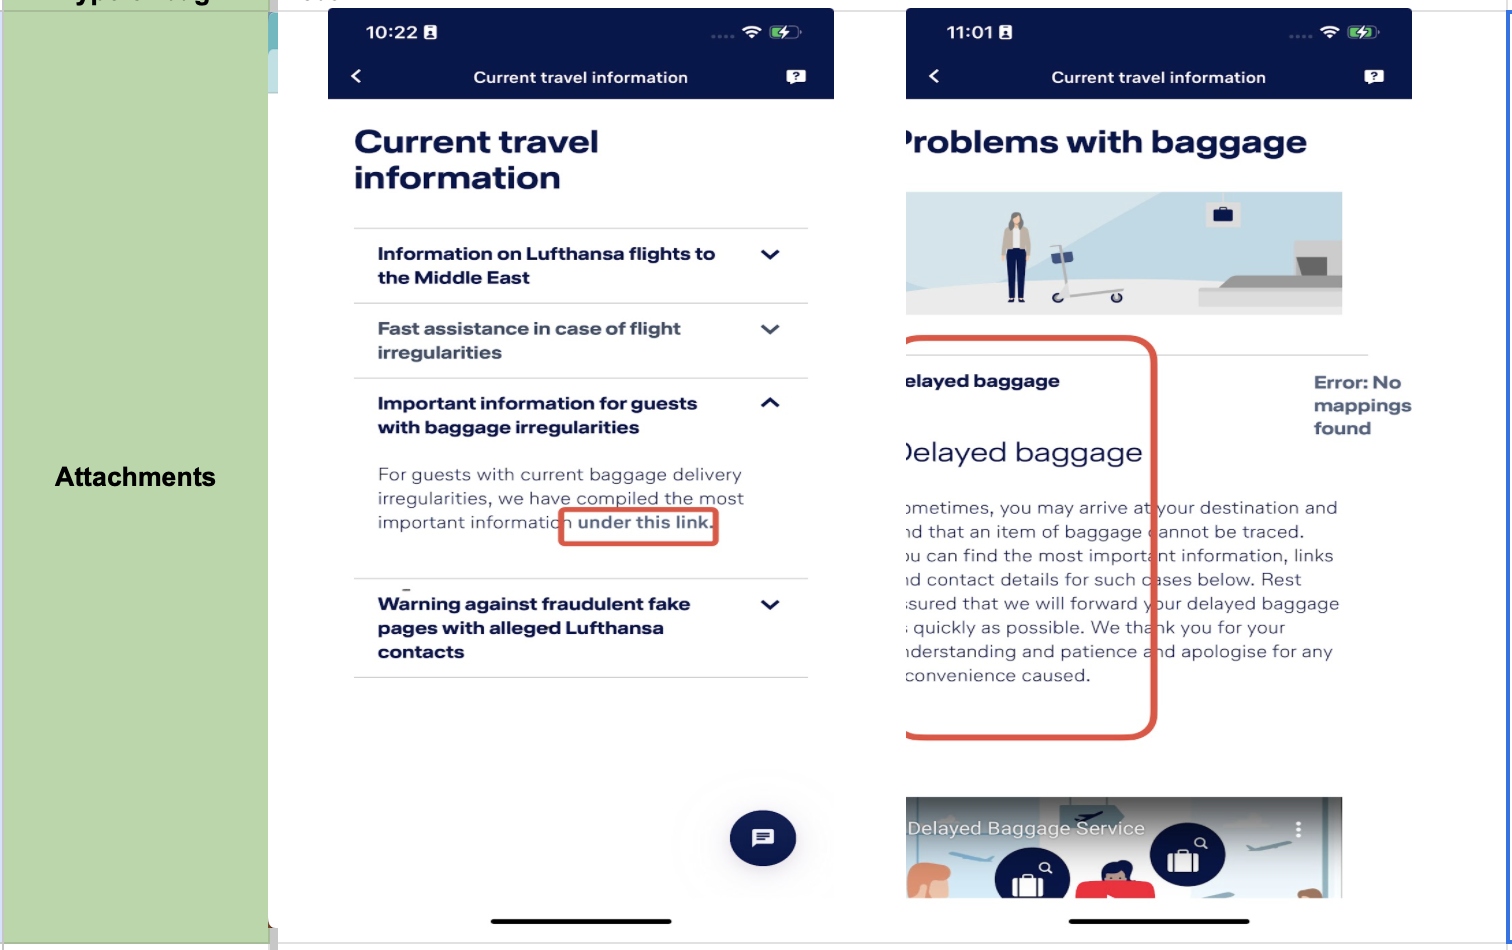 Attachments
10:22
Current travel information
Current travel
information
Information on Lufthansa flights to
the Middle East
Fast assistance in case of flight
irregularities
Important information for guests
with baggage irregularities
For guests with current baggage delivery
irregularities, we have compiled the most
important information under this link.
Warning against fraudulent fake
pages with alleged Lufthansa
contacts
11:01
Current travel information
roblems with baggage
elayed baggage
Error: No
mappings
found
elayed baggage
ometimes, you may arrive at your destination and
nd that an item of baggage cannot be traced.
ou can find the most important information, links
nd contact details for such cases below. Rest
ssured that we will forward your delayed baggage
s quickly as possible. We thank you for your
nderstanding and patience and apologise for any
convenience caused.
Delayed Baggage Service